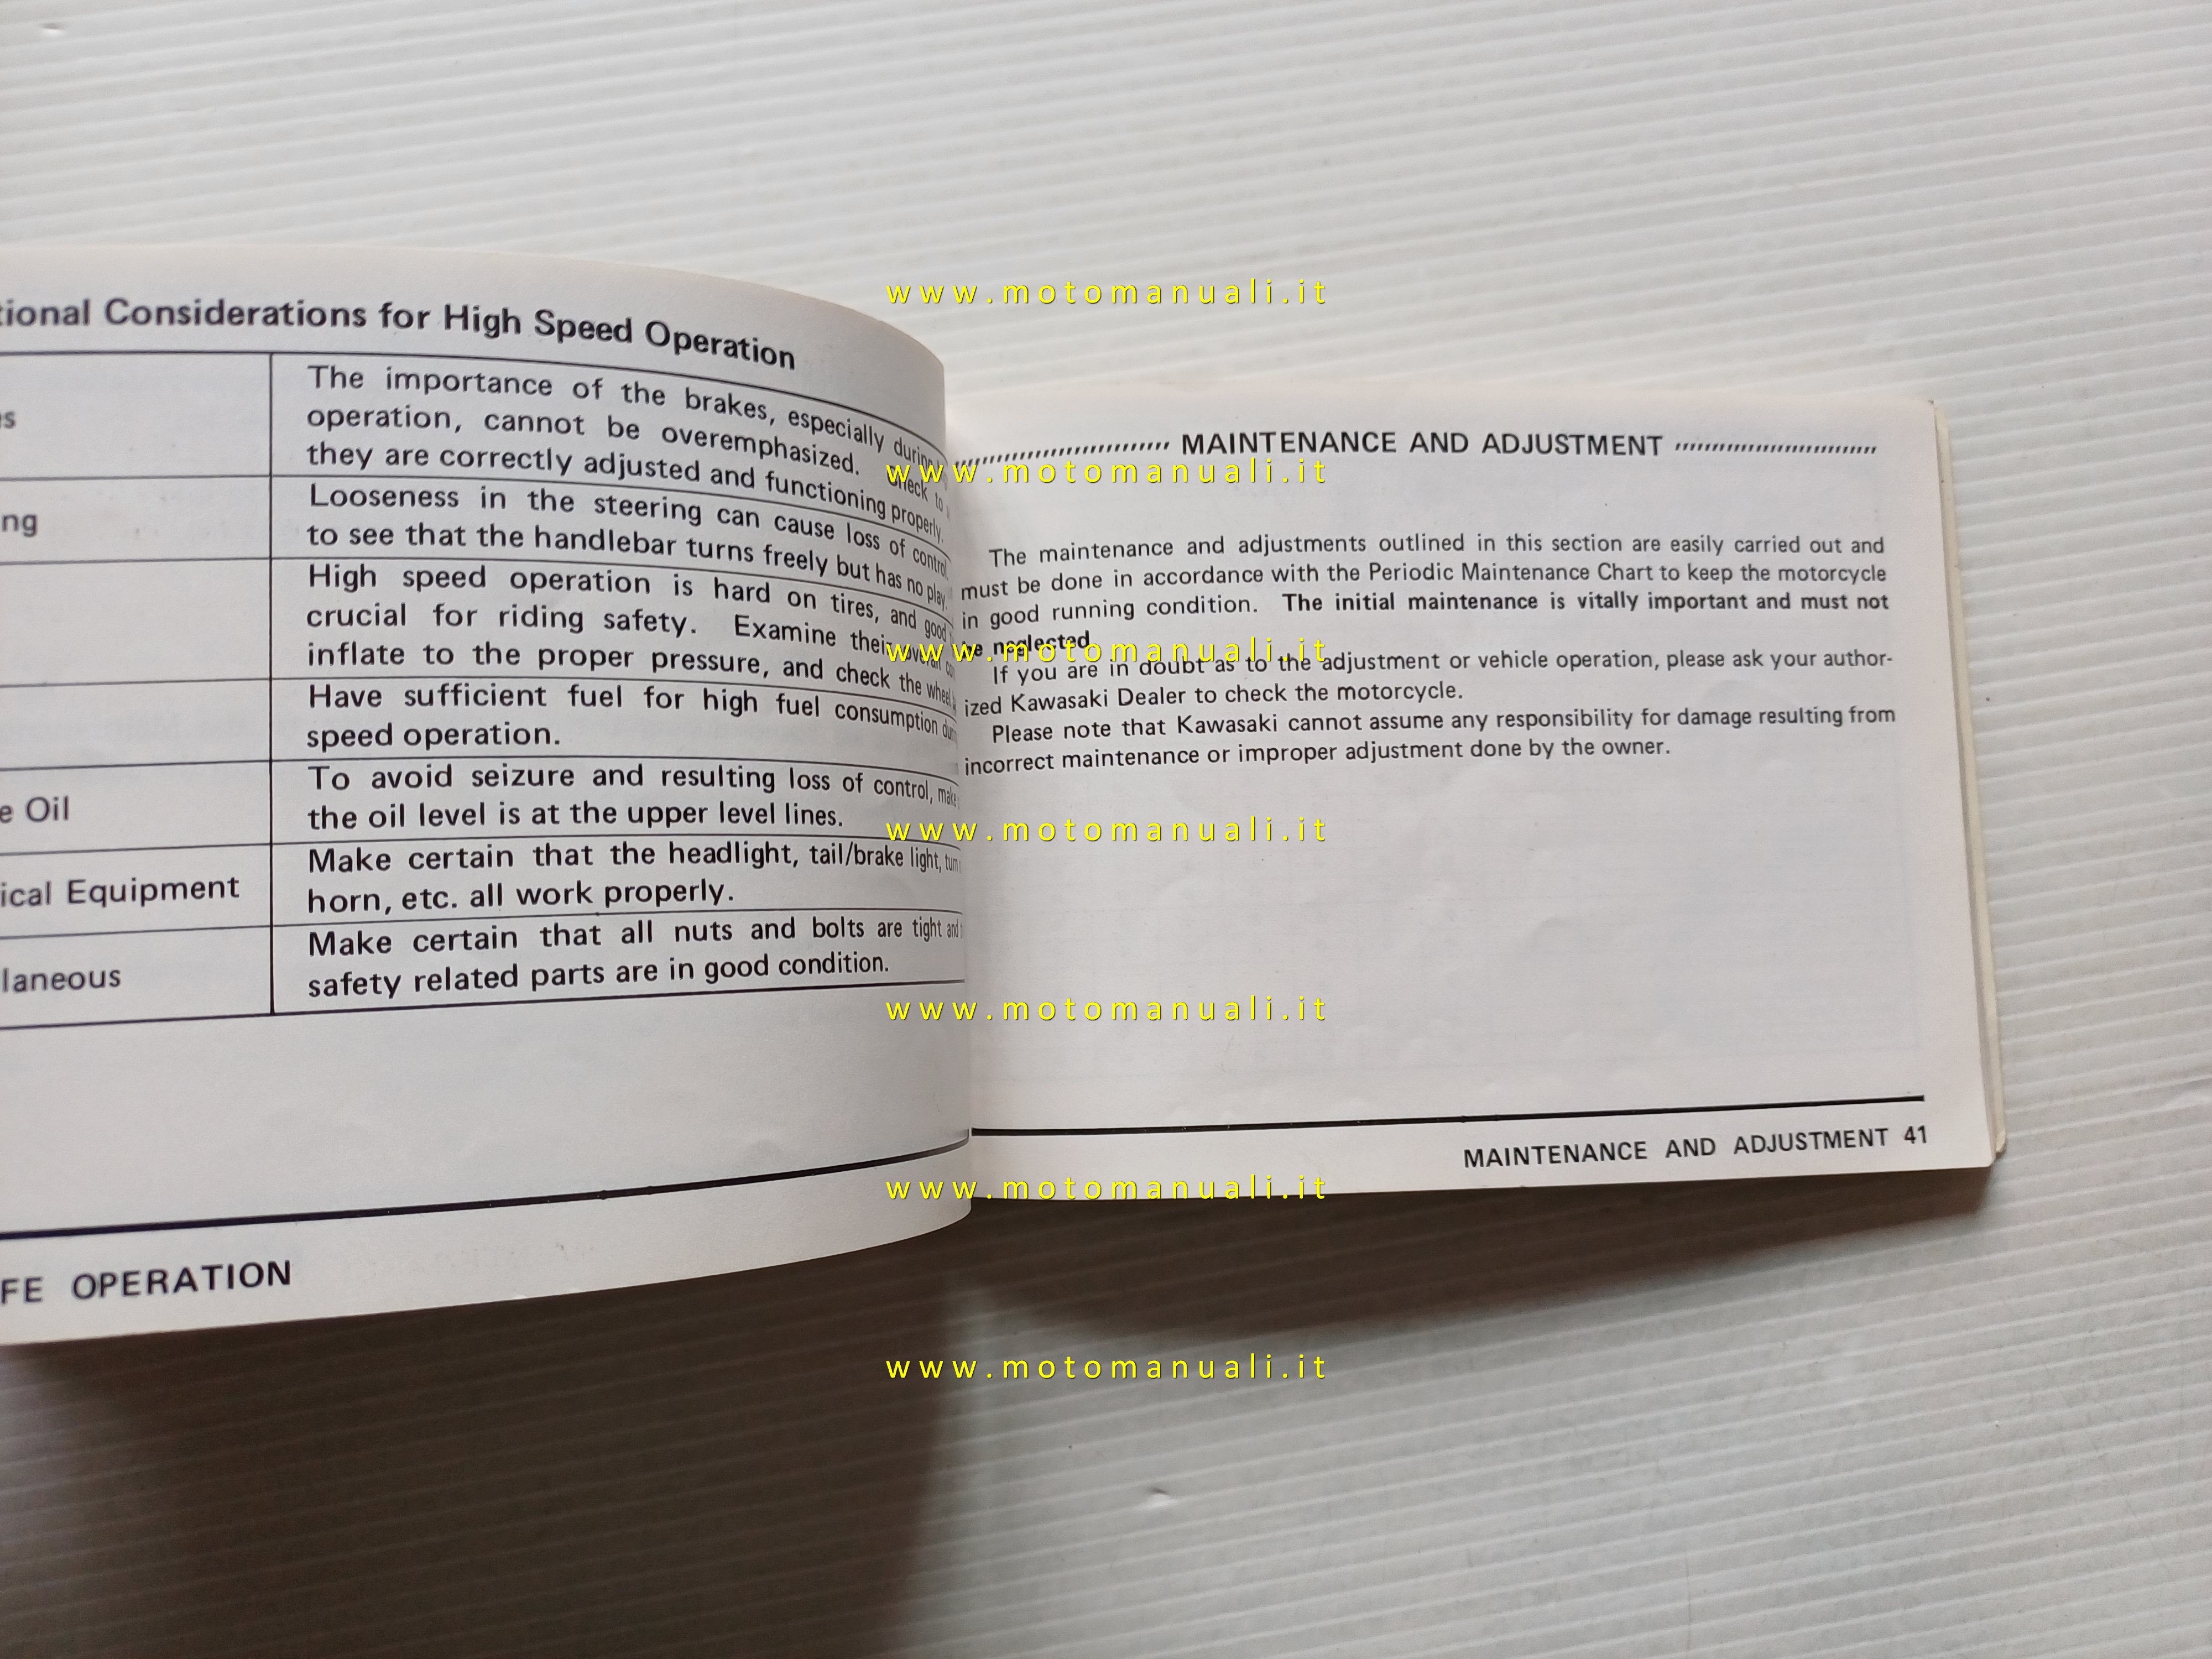 tional Considerations for High Speed Operation
s
The importance of the brakes, especially during
operation, cannot be overemphasized. Check to
they are correctly adjusted and functioning properly.
ng
Looseness in the steering can cause loss of control
to see that the handlebar turns freely but has no play.
High speed operation is hard on tires, and good
crucial for riding safety. Examine their overall
inflate to the proper pressure, and check the wheel
Have sufficient fuel for high fuel consumption
speed operation.
e Oil
To avoid seizure and resulting loss of control, make
the oil level is at the upper level lines.
ical Equipment
Make certain that the headlight, tail/brake light, turn
horn, etc. all work properly.
laneous
Make certain that all nuts and bolts are tight and
safety related parts are in good condition.
FE OPERATION
MAINTENANCE AND ADJUSTMENT
The maintenance and adjustments outlined in this section are easily carried out and
must be done in accordance with the Periodic Maintenance Chart to keep the motorcycle
in good running condition. The initial maintenance is vitally important and must not
be neglected
If you are in doubt as to the adjustment or vehicle operation, please ask your author-
ized Kawasaki Dealer to check the motorcycle.
Please note that Kawasaki cannot assume any responsibility for damage resulting from
incorrect maintenance or improper adjustment done by the owner.
MAINTENANCE AND ADJUSTMENT 41
www.motomanuali.it
www.motomanuali.it
www.motomanuali.it
www.motomanuali.it
www.motomanuali.it
www.motomanuali.it
www.motomanuali.it